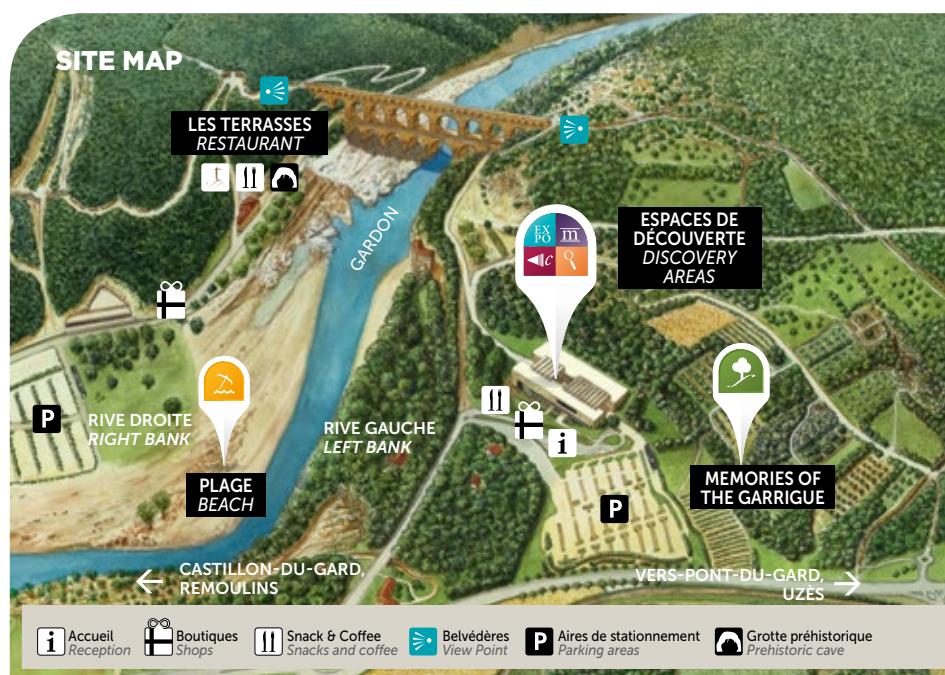 SITE MAP
LES TERRASSES
RESTAURANT
GARDON
EX
PO
m
c
ESPACES DE
DÉCOUVERTE
DISCOVERY
AREAS
P
RIVE DROITE
RIGHT BANK
PLAGE
BEACH
RIVE GAUCHE
LEFT BANK
i
P
MEMORIES OF
THE GARRIGUE
CASTILLON-DU-GARD,
REMOULINS
VERS-PONT-DU-GARD,
UZÈS
i Accueil
Reception
Boutiques
Shops
Snack & Coffee
Snacks and coffee
Belvédères
View Point
P Aires de stationnement
Parking areas
Grotte préhistorique
Prehistoric cave